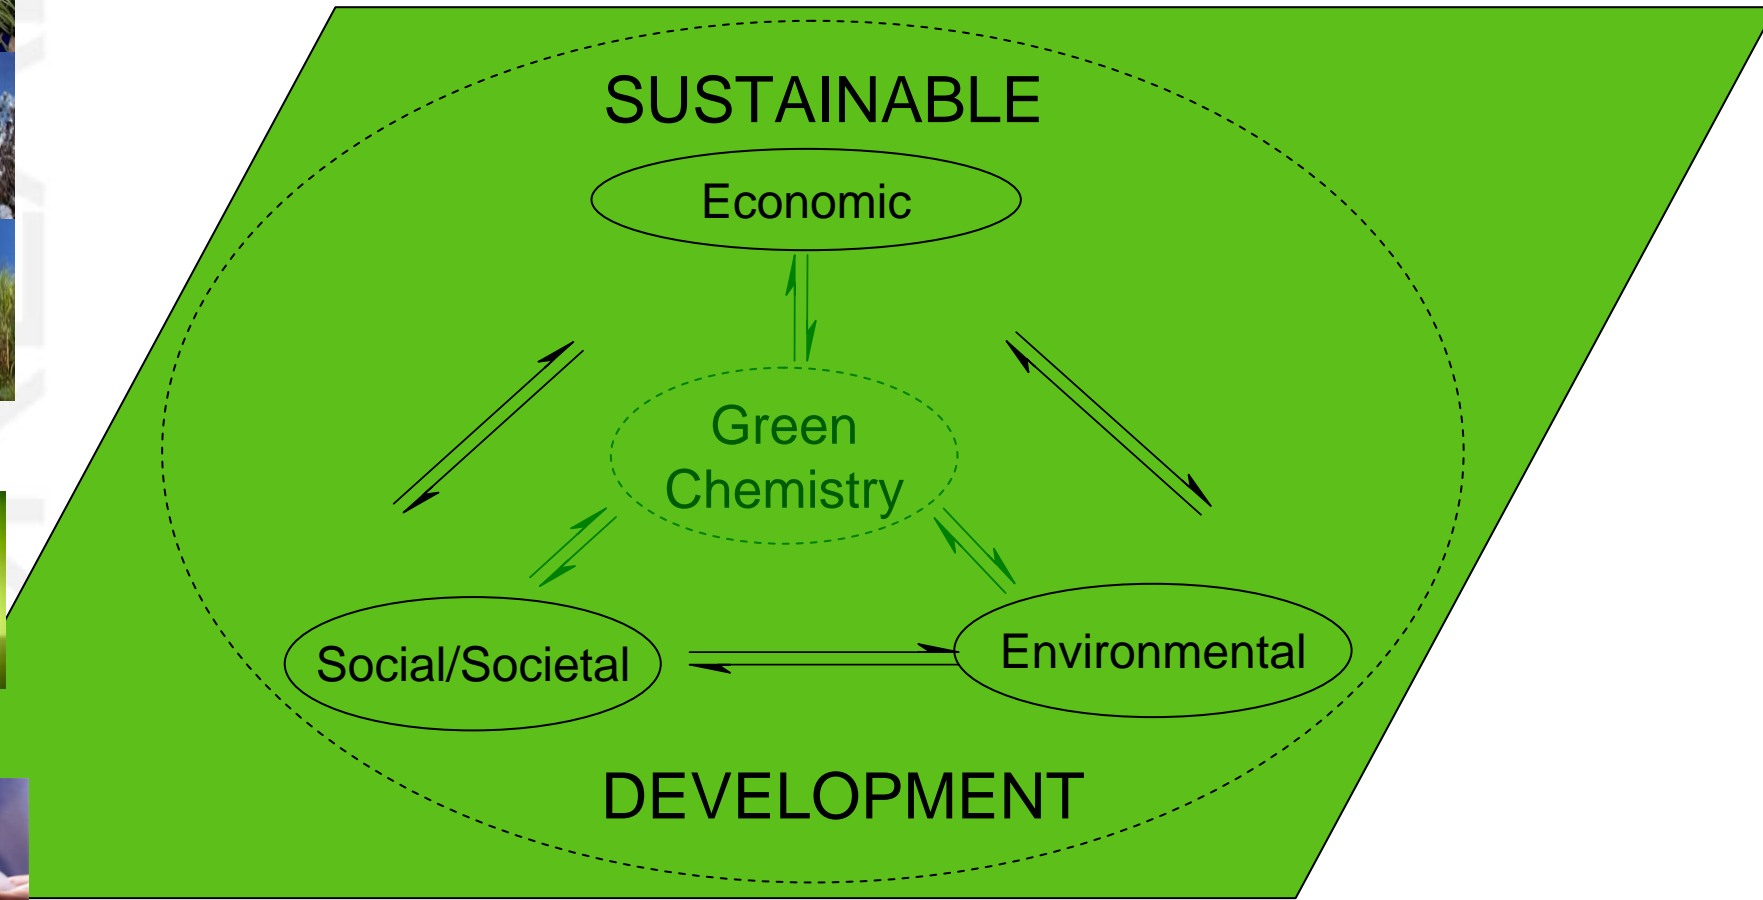 SUSTAINABLE
Economic
Green
Chemistry
Social/Societal
Environmental
DEVELOPMENT